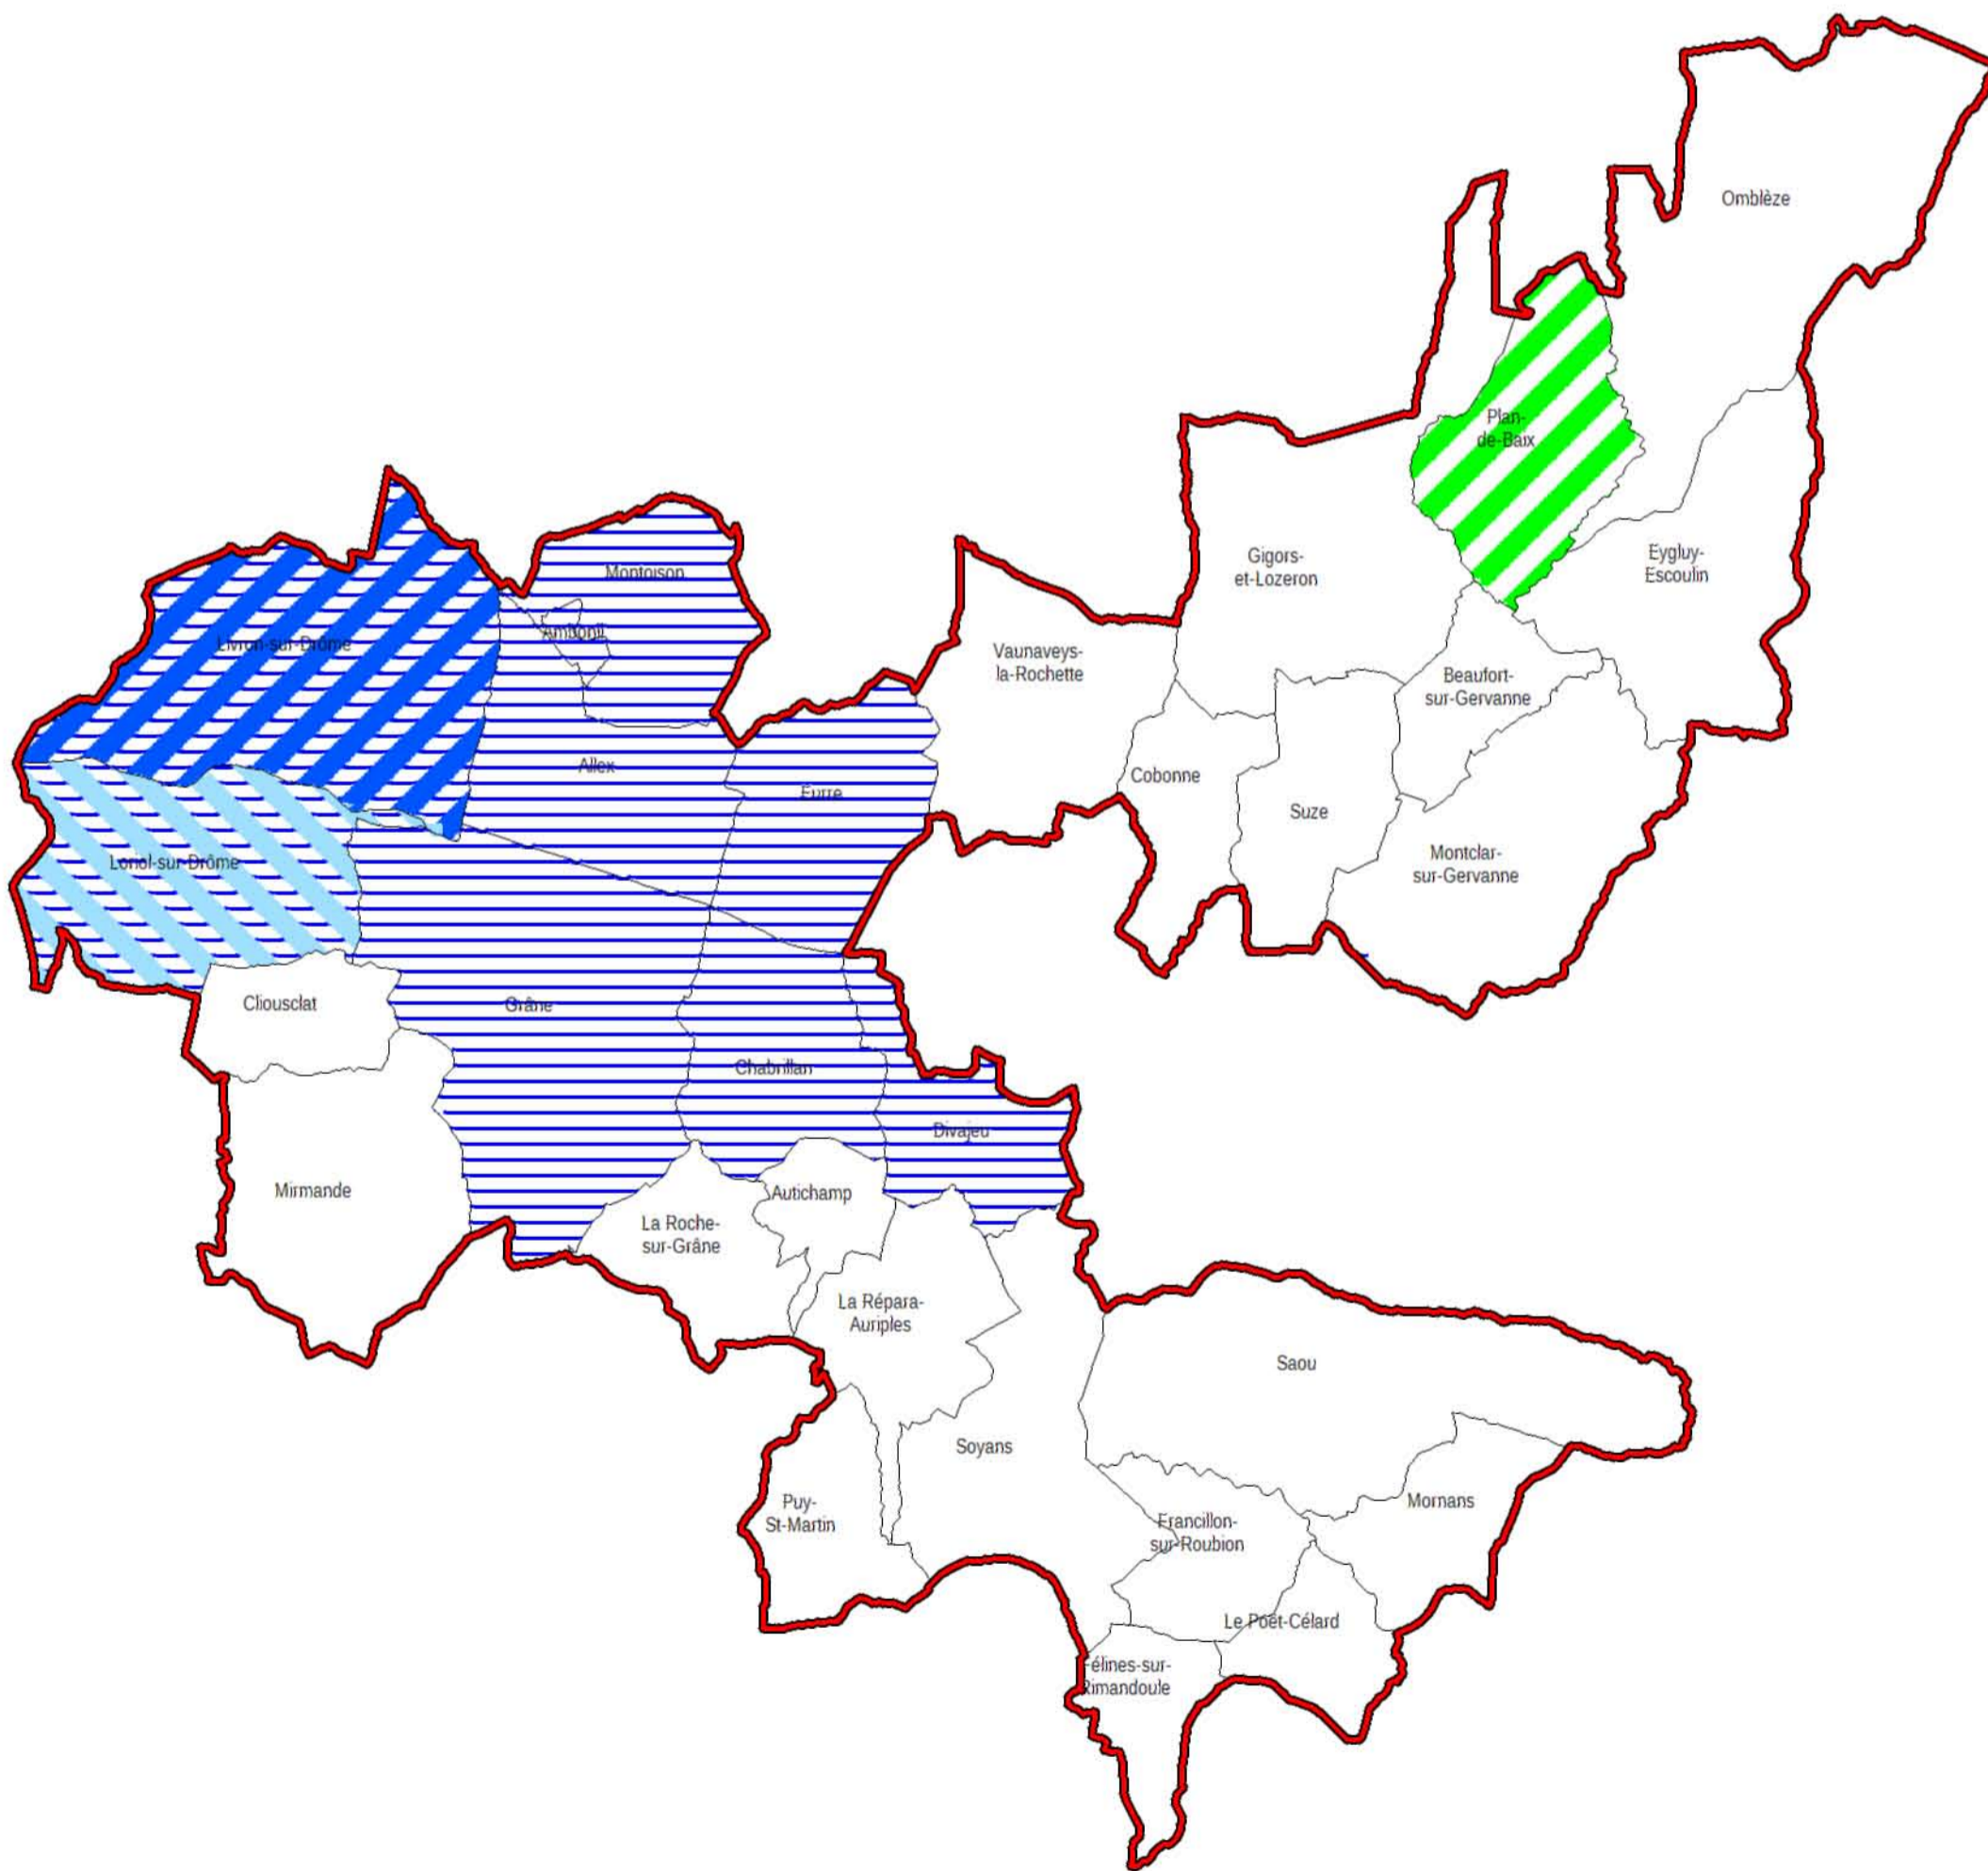 Omblèze
Plan-
de-Baix
Gigors-
et-Lozeron
Eygluy-
Escoulin
Montoison
Ambonil
Livron-sur-Drôme
Vaunaveys-
la-Rochette
Beaufort-
sur-Gervanne
Allex
Cobonne
Eurre
Suze
Loriol-sur-Drôme
Montclar-
sur-Gervanne
Cliousclat
Grâne
Chabrillan
Divajeu
Mirmande
Autichamp
La Roche-
sur-Grâne
La Répara-
Auriples
Saou
Soyans
Mornans
Puy-
St-Martin
Francillon-
sur-Roubion
Le Poët-Célard
Félines-sur-
Rimandoule